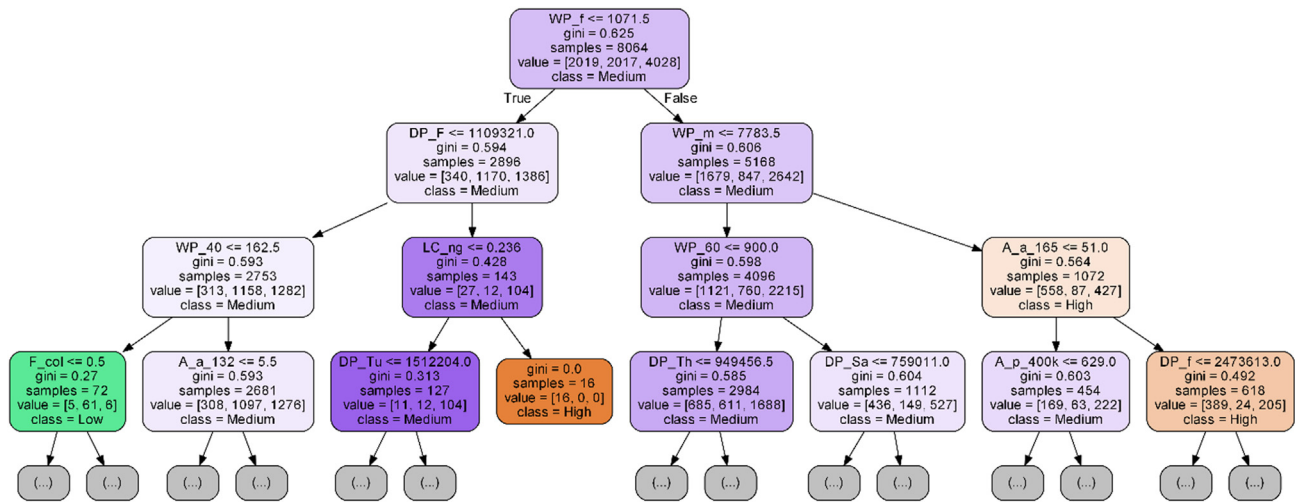 WP_f <= 1071.5
gini = 0.625
samples = 8064
value = [2019, 2017, 4028]
class = Medium
True
False
DP_F <= 1109321.0
gini = 0.594
samples = 2896
value = [340, 1170, 1386]
class = Medium
WP_m <= 7783.5
gini = 0.606
samples = 5168
value = [1679, 847, 2642]
class = Medium
WP_40 <= 162.5
gini = 0.593
samples = 2753
value = [313, 1158, 1282]
class = Medium
LC_ng <= 0.236
gini = 0.428
samples = 143
value = [27, 12, 104]
class = Medium
WP_60 <= 900.0
gini = 0.598
samples = 4096
value = [1121, 760, 2215]
class = Medium
A_a_165 <= 51.0
gini = 0.564
samples = 1072
value = [558, 87, 427]
class = High
F_col <= 0.5
gini = 0.27
samples = 72
value = [5, 61, 6]
class = Low
A_a_132 <= 5.5
gini = 0.593
samples = 2681
value = [308, 1097, 1276]
class = Medium
DP_Tu <= 1512204.0
gini = 0.313
samples = 127
value = [11, 12, 104]
class = Medium
gini = 0.0
samples = 16
value = [16, 0, 0]
class = High
DP_Th <= 949456.5
gini = 0.585
samples = 2984
value = [685, 611, 1688]
class = Medium
DP_Sa <= 759011.0
gini = 0.604
samples = 1112
value = [436, 149, 527]
class = Medium
A_p_400k <= 629.0
gini = 0.603
samples = 454
value = [169, 63, 222]
class = Medium
DP_f <= 2473613.0
gini = 0.492
samples = 618
value = [389, 24, 205]
class = High
(...)
(...)
(...)
(...)
(...)
(...)
(...)
(...)
(...)
(...)
(...)
(...)
(...)
(...)